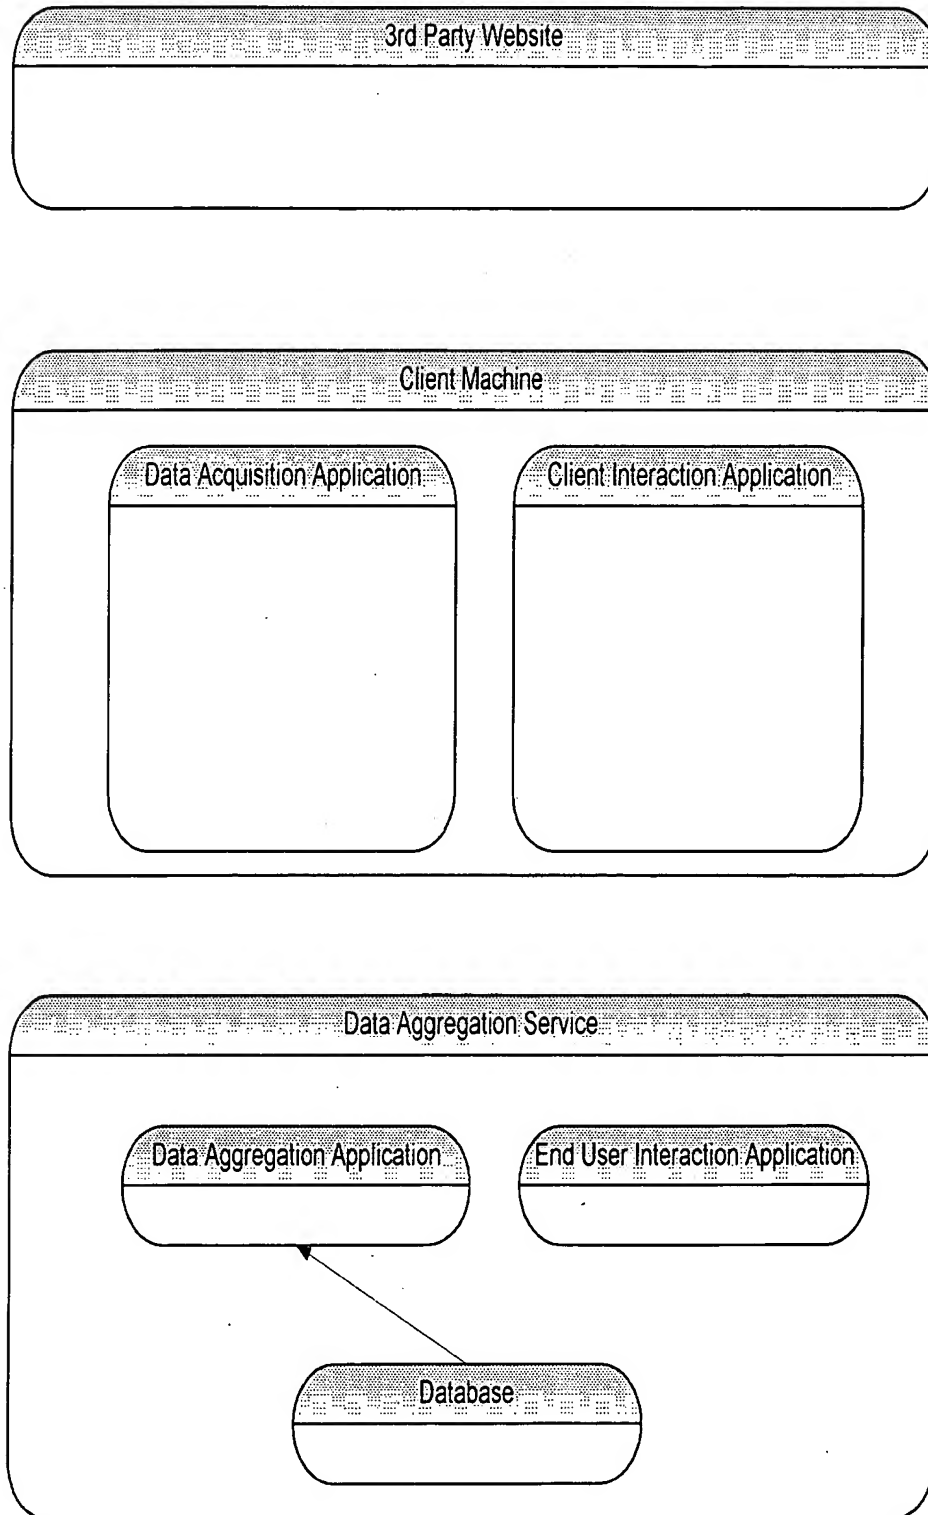 3rd Party Website
Client Machine
Data Acquisition Application
Client Interaction Application
Data Aggregation Service
Data Aggregation Application
End User Interaction Application
Database